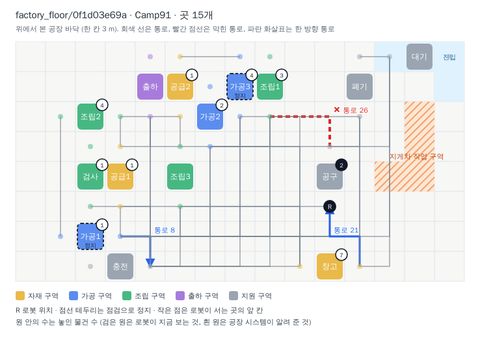 factory_floor/0f1d03e69a · Camp91 · 곳 15개
위에서 본 공장 바닥 (한 칸 3 m). 회색 선은 통로, 빨간 점선은 막힌 통로, 파란 화살표는 한 방향 통로
대기
진입
출하
공급2
1
가공3
4
정지
조립1
3
폐기
조립2
4
가공2
2
통로 26
지게차 작업 구역
검사
1
공급1
1
조립3
공구
2
R
가공1
1
정지
통로 8
통로 21
충전
창고
7
자재 구역
가공 구역
조립 구역
출하 구역
지원 구역
R 로봇 위치 · 점선 테두리는 점검으로 정지 · 작은 점은 로봇이 서는 곳의 앞 칸
원 안의 수는 놓인 물건 수 (검은 원은 로봇이 지금 보는 것, 흰 원은 공장 시스템이 알려 준 것)